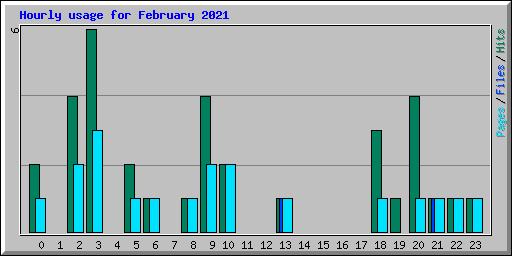 Hourly usage for February 2021
6
Pages/Files/Hits
0 1 2 3 4 5 6 7 8 9 10 11 12 13 14 15 16 17 18 19 20 21 22 23